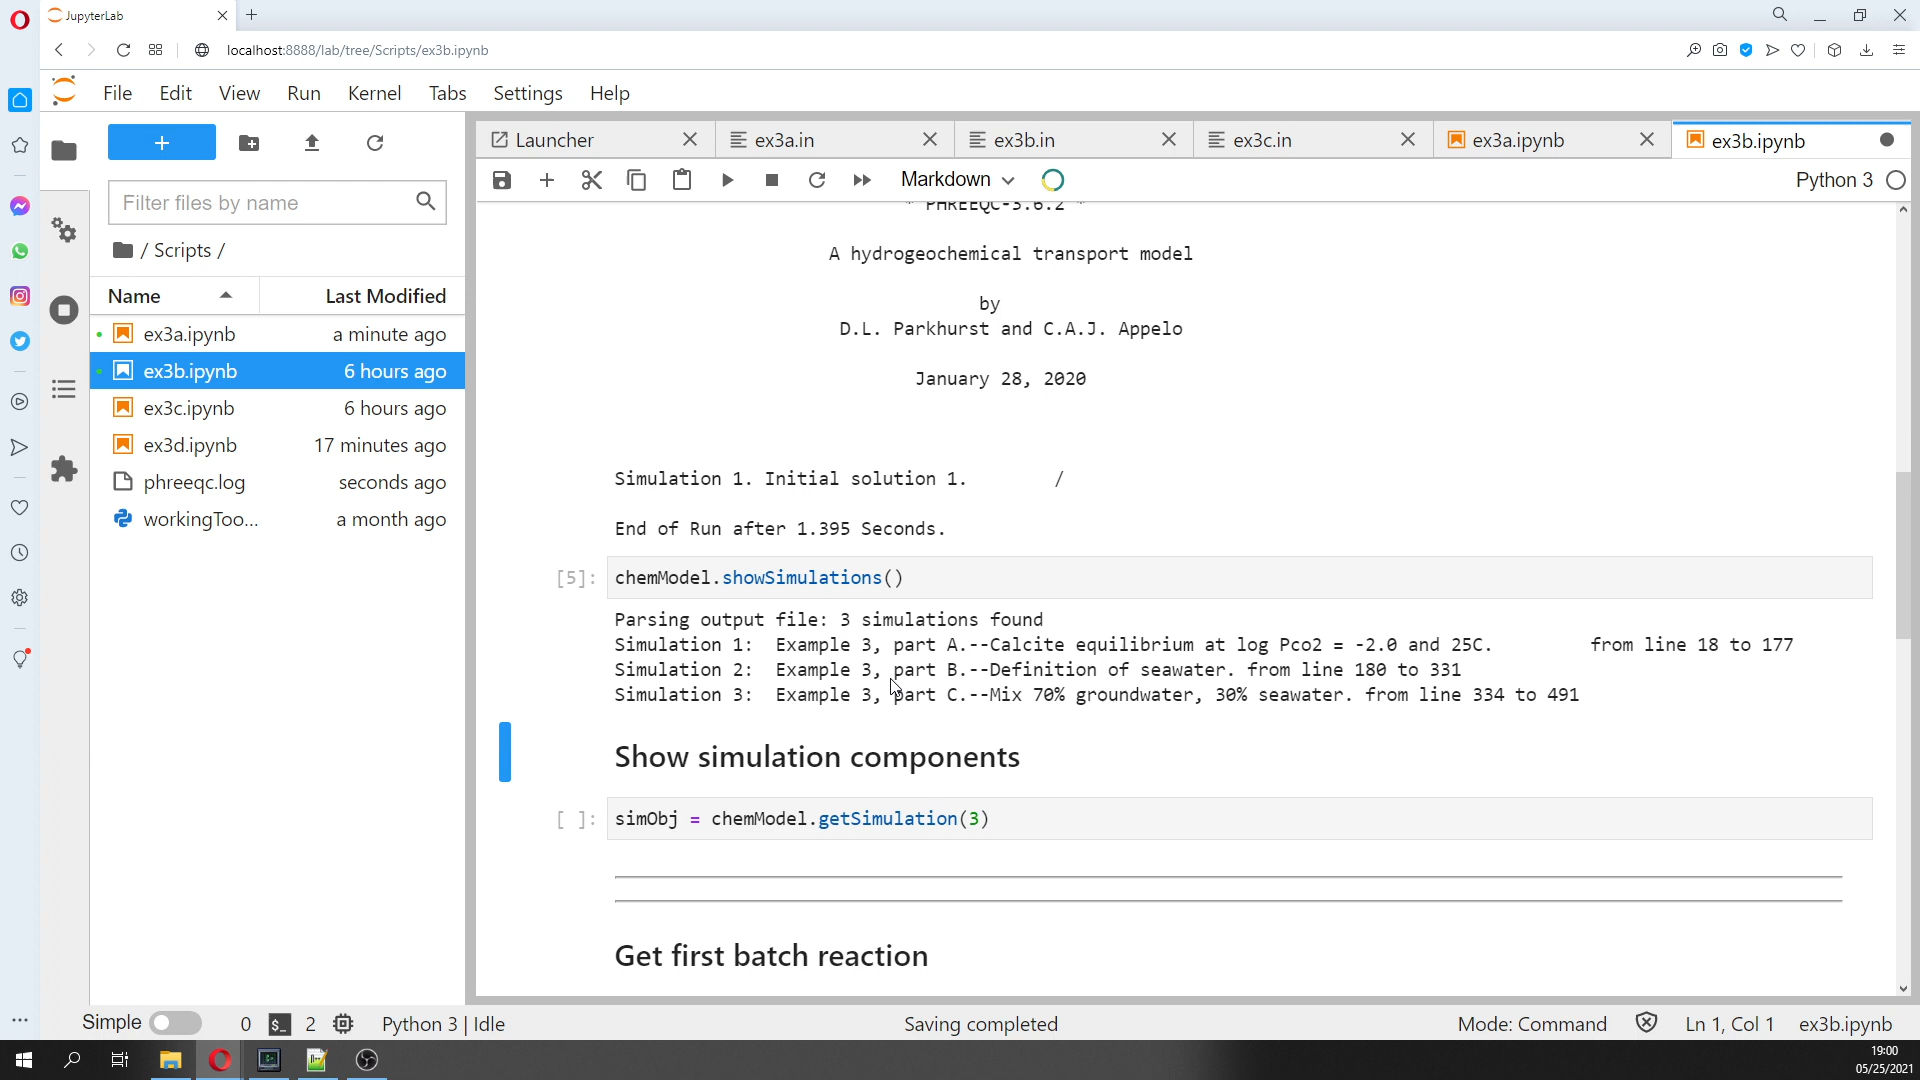 JupyterLab
localhost:8888/lab/tree/Scripts/ex3b.ipynb
File Edit View Run Kernel Tabs Settings Help
Launcher ex3a.in ex3b.in ex3c.in ex3a.ipynb ex3b.ipynb
Markdown Python 3
Filter files by name
/ Scripts /
Name Last Modified
ex3a.ipynb a minute ago
ex3b.ipynb 6 hours ago
ex3c.ipynb 6 hours ago
ex3d.ipynb 17 minutes ago
phreeqc.log seconds ago
workingToo... a month ago
* PHREEQC-3.6.2 *
A hydrogeochemical transport model
by
D.L. Parkhurst and C.A.J. Appelo
January 28, 2020
Simulation 1. Initial solution 1. /
End of Run after 1.395 Seconds.
[5]: chemModel.showSimulations()
Parsing output file: 3 simulations found
Simulation 1: Example 3, part A.--Calcite equilibrium at log Pco2 = -2.0 and 25C. from line 18 to 177
Simulation 2: Example 3, part B.--Definition of seawater. from line 180 to 331
Simulation 3: Example 3, part C.--Mix 70% groundwater, 30% seawater. from line 334 to 491
Show simulation components
[ ]: simObj = chemModel.getSimulation(3)
Get first batch reaction
Simple 0 $_ 2 Python 3 | Idle Saving completed Mode: Command Ln 1, Col 1 ex3b.ipynb
19:00
05/25/2021